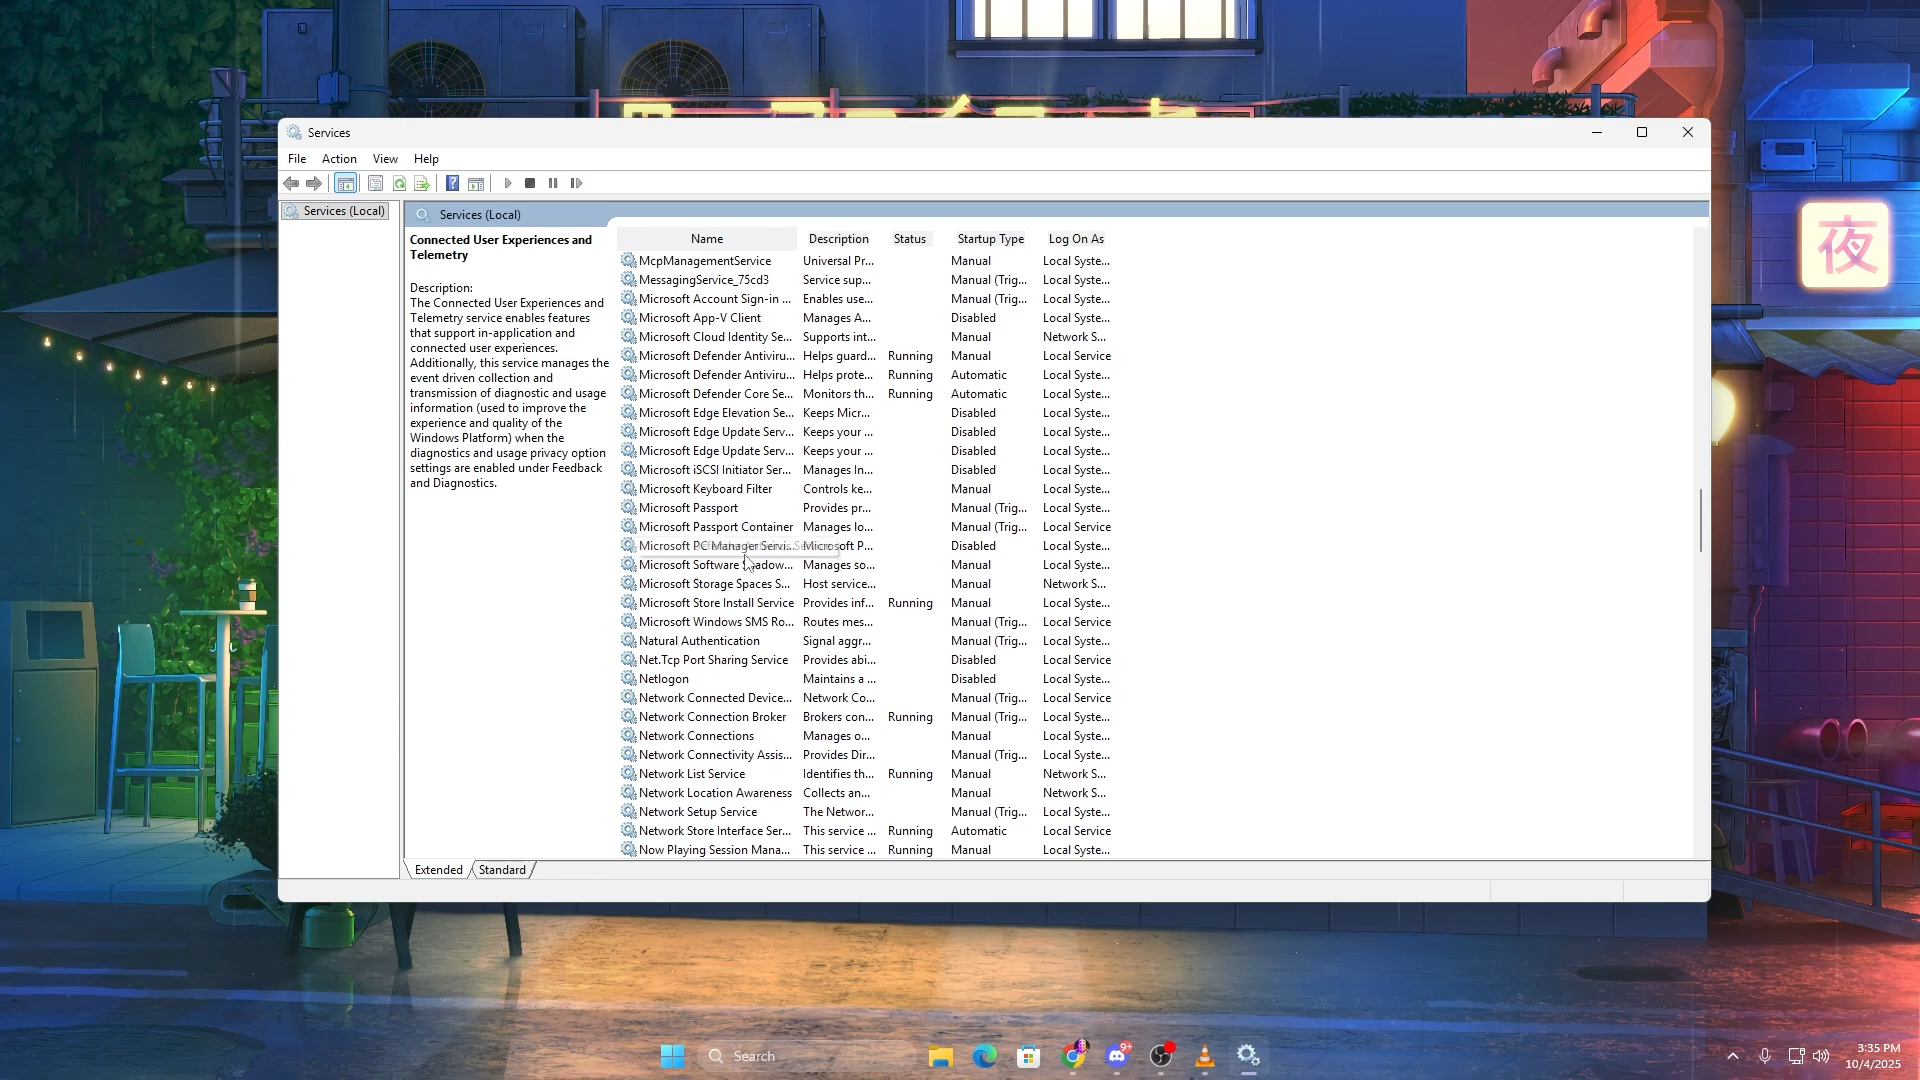 夜
Services
File Action View Help
Services (Local)
Services (Local)
Connected User Experiences and
Telemetry
Description:
The Connected User Experiences and
Telemetry service enables features
that support in-application and
connected user experiences.
Additionally, this service manages the
event driven collection and
transmission of diagnostic and usage
information (used to improve the
experience and quality of the
Windows Platform) when the
diagnostics and usage privacy option
settings are enabled under Feedback
and Diagnostics.
Name Description Status Startup Type Log On As
McpManagementService Universal Pr... Manual Local Syste...
MessagingService_75cd3 Service sup... Manual (Trig... Local Syste...
Microsoft Account Sign-in ... Enables use... Manual (Trig... Local Syste...
Microsoft App-V Client Manages A... Disabled Local Syste...
Microsoft Cloud Identity Se... Supports int... Manual Network S...
Microsoft Defender Antiviru... Helps guard... Running Manual Local Service
Microsoft Defender Antiviru... Helps prote... Running Automatic Local Syste...
Microsoft Defender Core Se... Monitors th... Running Automatic Local Syste...
Microsoft Edge Elevation Se... Keeps Micr... Disabled Local Syste...
Microsoft Edge Update Serv... Keeps your ... Disabled Local Syste...
Microsoft Edge Update Serv... Keeps your ... Disabled Local Syste...
Microsoft iSCSI Initiator Ser... Manages In... Disabled Local Syste...
Microsoft Keyboard Filter Controls ke... Manual Local Syste...
Microsoft Passport Provides pr... Manual (Trig... Local Syste...
Microsoft Passport Container Manages lo... Manual (Trig... Local Service
Microsoft PC Manager Servi... Microsoft P... Disabled Local Syste...
Microsoft Software Shadow... Manages so... Manual Local Syste...
Microsoft Storage Spaces S... Host service... Manual Network S...
Microsoft Store Install Service Provides inf... Running Manual Local Syste...
Microsoft Windows SMS Ro... Routes mes... Manual (Trig... Local Service
Natural Authentication Signal aggr... Manual (Trig... Local Syste...
Net.Tcp Port Sharing Service Provides abi... Disabled Local Service
Netlogon Maintains a ... Disabled Local Syste...
Network Connected Device... Network Co... Manual (Trig... Local Service
Network Connection Broker Brokers con... Running Manual (Trig... Local Syste...
Network Connections Manages o... Manual Local Syste...
Network Connectivity Assis... Provides Dir... Manual (Trig... Local Syste...
Network List Service Identifies th... Running Manual Network S...
Network Location Awareness Collects an... Manual Network S...
Network Setup Service The Networ... Manual (Trig... Local Syste...
Network Store Interface Ser... This service ... Running Automatic Local Service
Now Playing Session Mana... This service ... Running Manual Local Syste...
Extended Standard
Search
9+
3:35 PM
10/4/2025